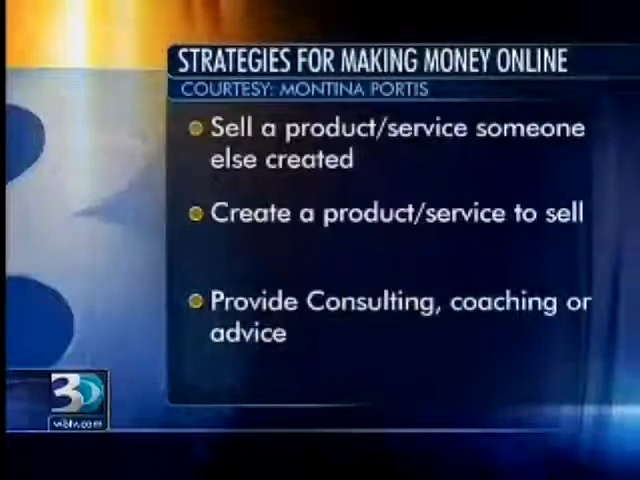 STRATEGIES FOR MAKING MONEY ONLINE
COURTESY: MONTINA PORTIS
Sell a product/service someone
else created
Create a product/service to sell
Provide Consulting, coaching or
advice
3
wbtv.com